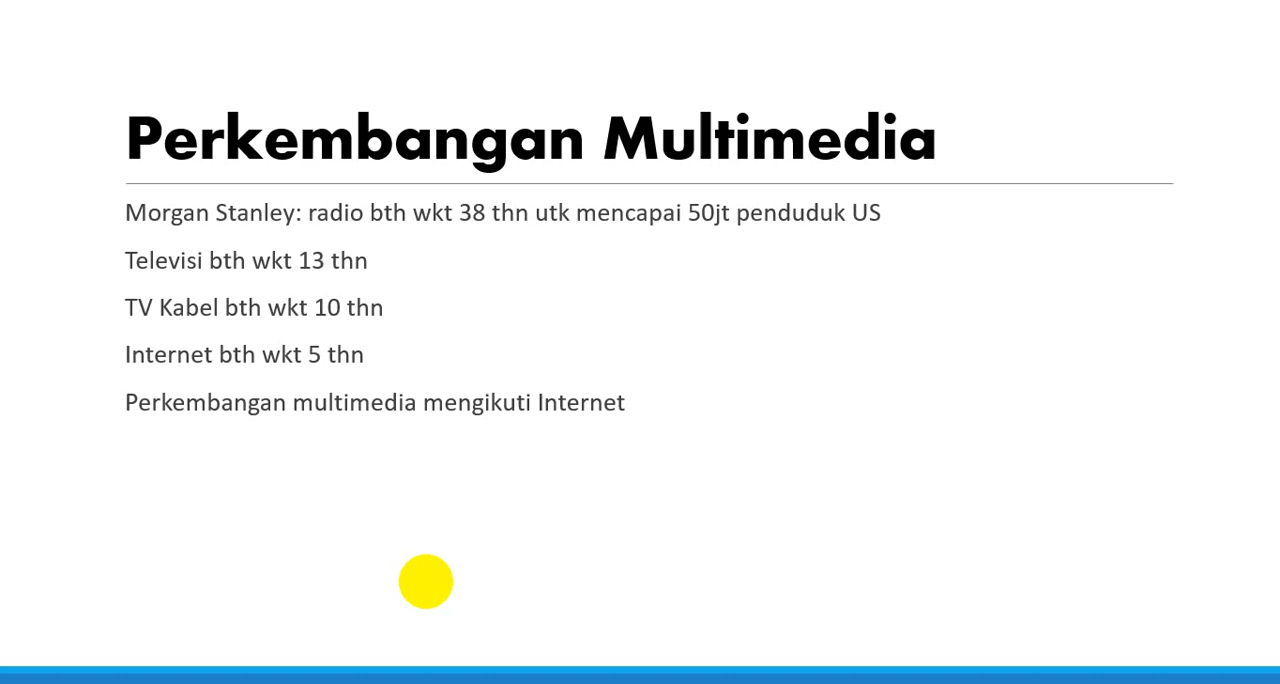 Perkembangan Multimedia
Morgan Stanley: radio bth wkt 38 thn utk mencapai 50jt penduduk US
Televisi bth wkt 13 thn
TV Kabel bth wkt 10 thn
Internet bth wkt 5 thn
Perkembangan multimedia mengikuti Internet